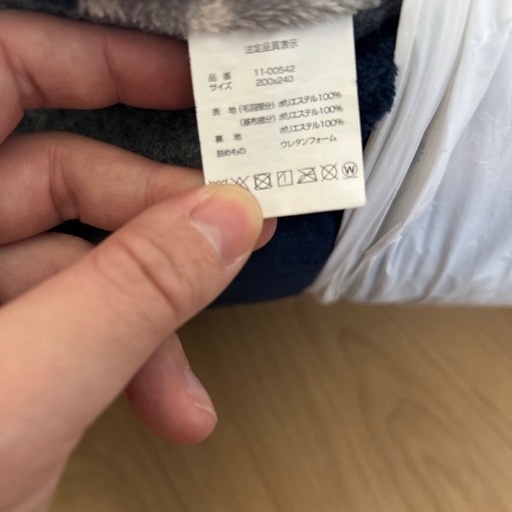 法定品質表示
品 番 11-00542
サイズ 200x240
表 地 (毛羽部分) ポリエステル100%
(基布部分) ポリエステル100%
裏 地 ポリエステル100%
詰めもの ウレタンフォーム
W